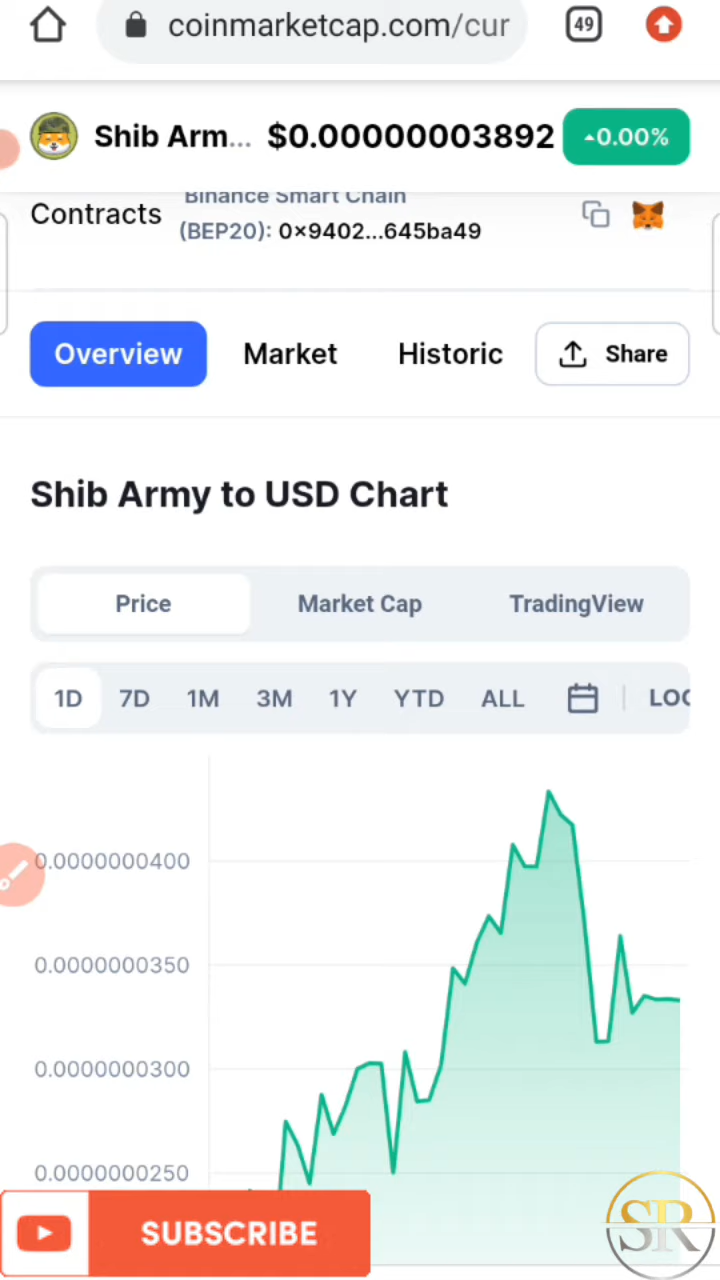 coinmarketcap.com/cur
49
Shib Arm... $0.00000003892 0.00%
Binance Smart Chain
Contracts
(BEP20): 0×9402...645ba49
Overview Market Historic Share
Shib Army to USD Chart
Price Market Cap TradingView
1D 7D 1M 3M 1Y YTD ALL LOG
0.0000000400
0.0000000350
0.0000000300
0.0000000250
SUBSCRIBE
SR